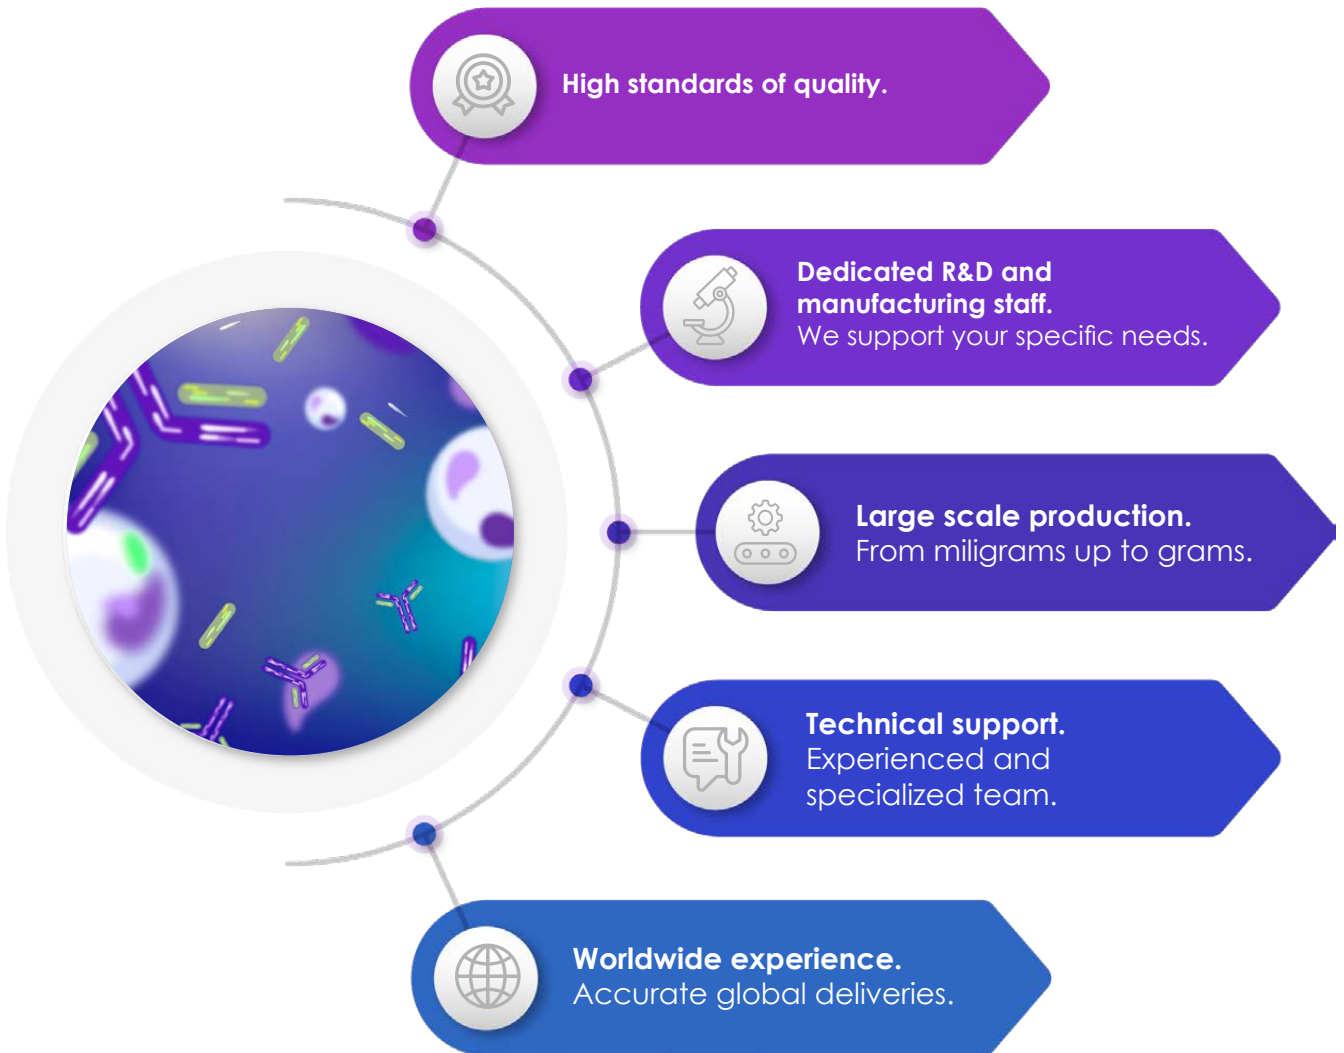 High standards of quality.
Dedicated R&D and
manufacturing staff.
We support your specific needs.
Large scale production.
From miligrams up to grams.
Technical support.
Experienced and
specialized team.
Worldwide experience.
Accurate global deliveries.